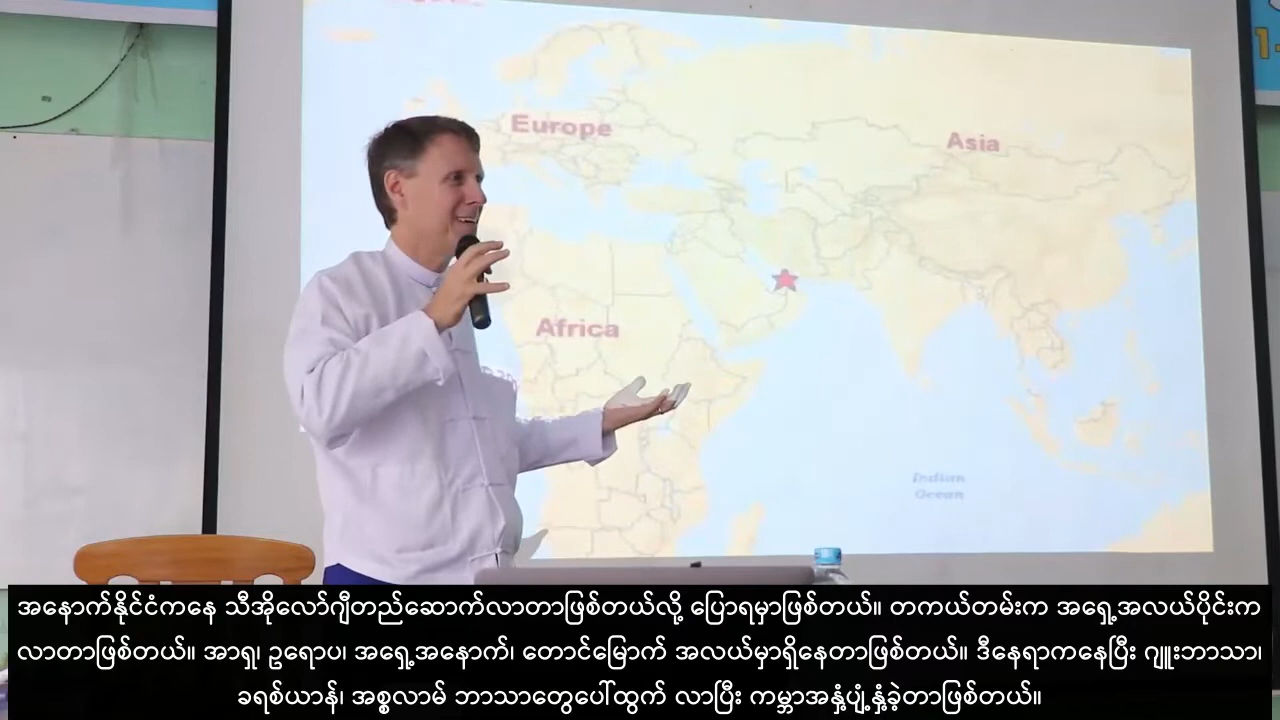 Europe
Asia
Africa
Indian
Ocean
အနောက်နိုင်ငံကနေ သီအိုလော်ဂျီတည်ဆောက်လာတာဖြစ်တယ်လို့ ပြောရမှာဖြစ်တယ်။ တကယ်တမ်းက အရှေ့အလယ်ပိုင်းက
လာတာဖြစ်တယ်။ အာရှ၊ ဥရောပ၊ အရှေ့အနောက်၊ တောင်မြောက် အလယ်မှာရှိနေတာဖြစ်တယ်။ ဒီနေရာကနေပြီး ဂျူးဘာသာ၊
ခရစ်ယာန်၊ အစ္စလာမ် ဘာသာတွေပေါ်ထွက် လာပြီး ကမ္ဘာအနှံ့ပျံ့နှံ့ခဲ့တာဖြစ်တယ်။